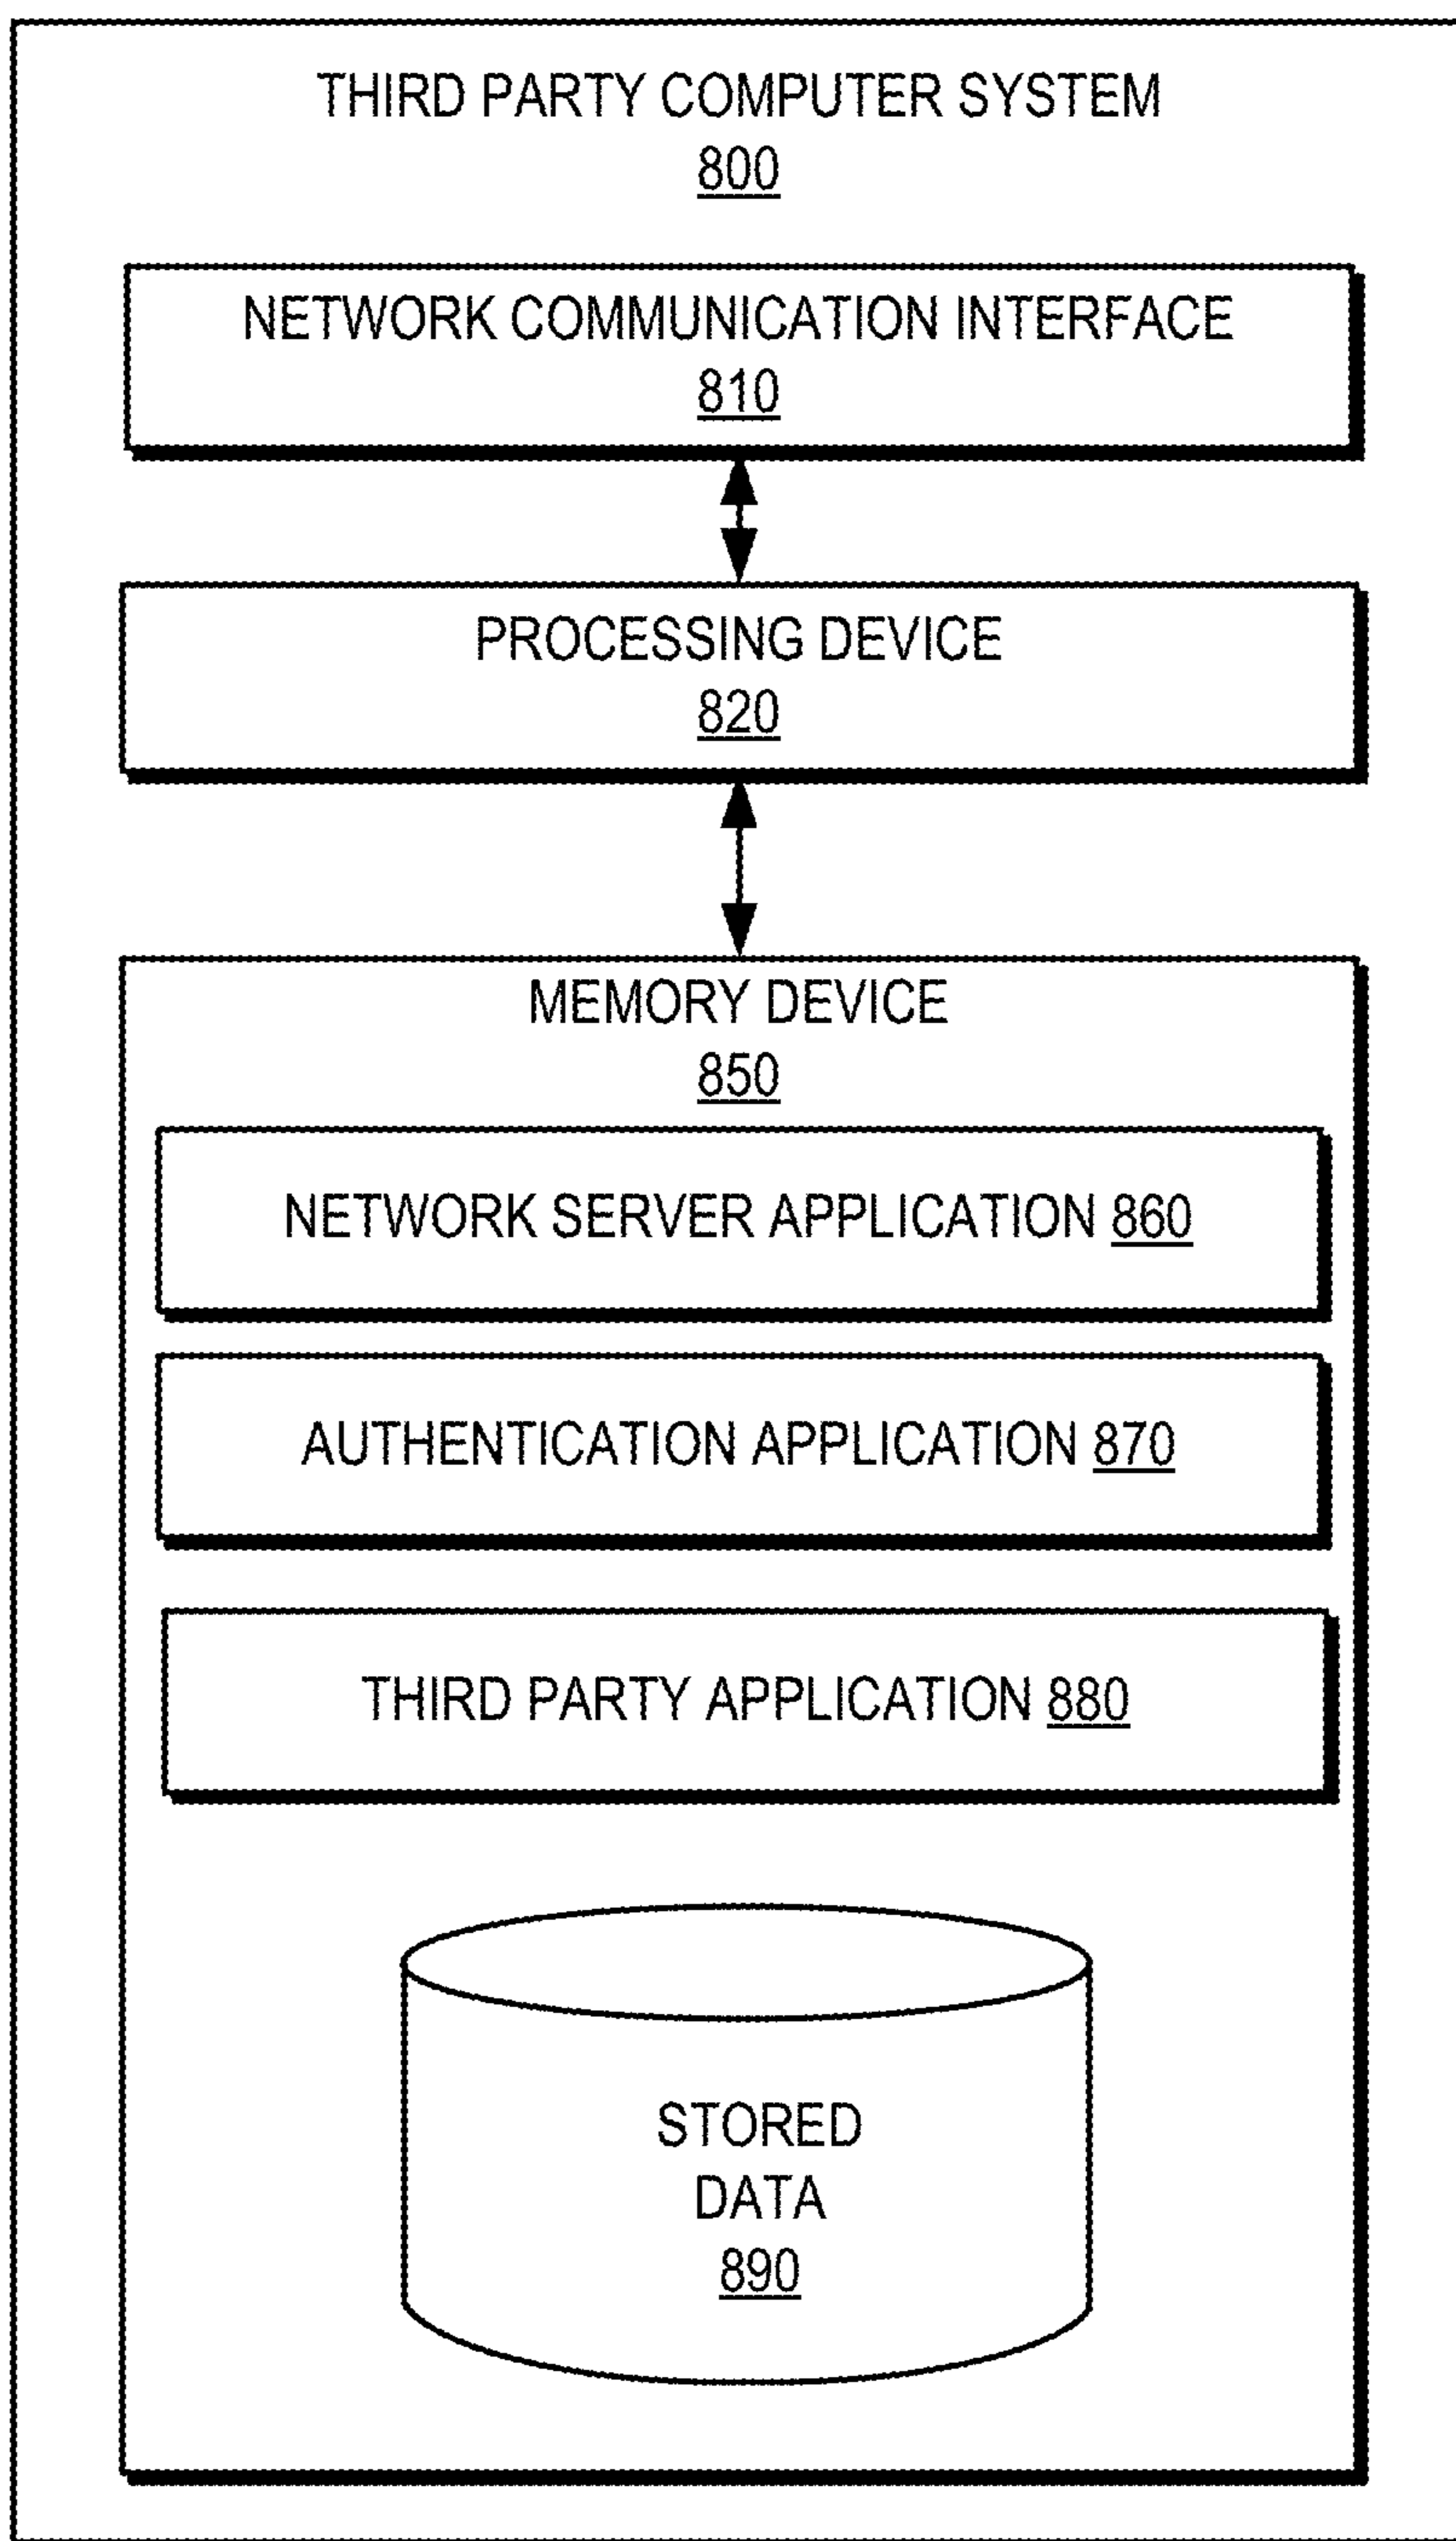 THIRD PARTY COMPUTER SYSTEM
800
NETWORK COMMUNICATION INTERFACE
810
PROCESSING DEVICE
820
MEMORY DEVICE
850
NETWORK SERVER APPLICATION 860
AUTHENTICATION APPLICATION 870
THIRD PARTY APPLICATION 880
STORED
DATA
890